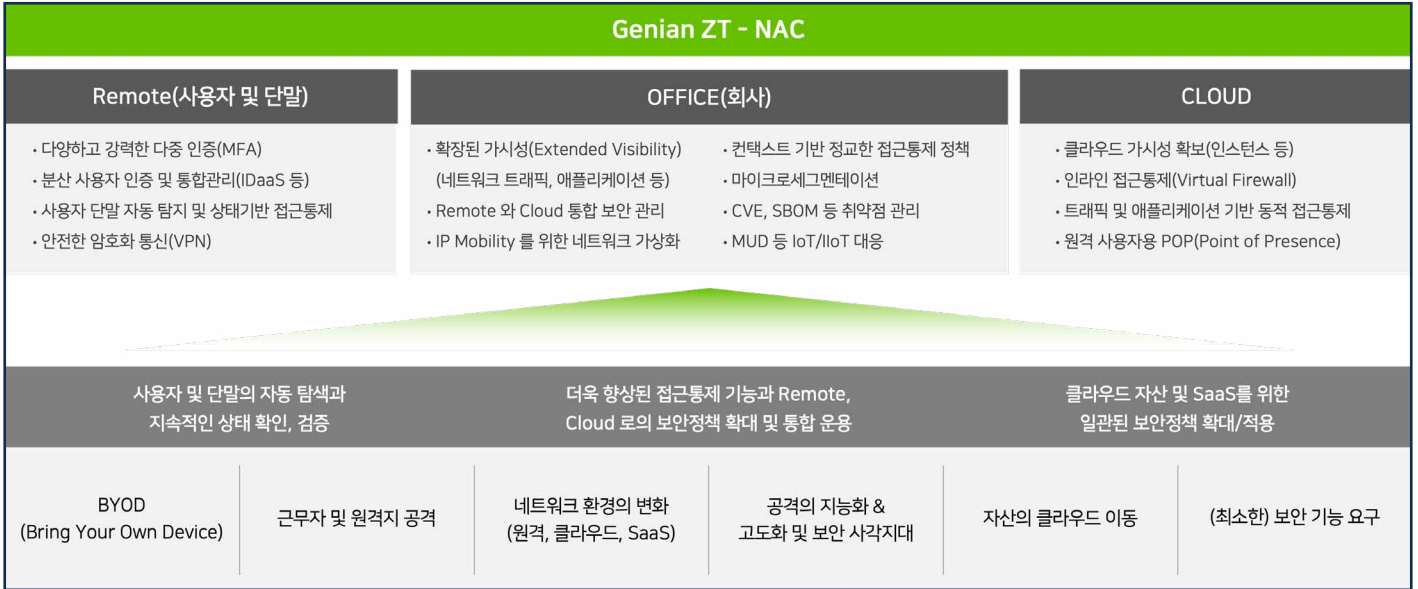 Genian ZT - NAC
Remote(사용자 및 단말)
• 다양하고 강력한 다중 인증(MFA)
• 분산 사용자 인증 및 통합관리(IDaaS 등)
• 사용자 단말 자동 탐지 및 상태기반 접근통제
• 안전한 암호화 통신(VPN)
OFFICE(회사)
• 확장된 가시성(Extended Visibility)
(네트워크 트래픽, 애플리케이션 등)
• Remote 와 Cloud 통합 보안 관리
• IP Mobility 를 위한 네트워크 가상화
• 컨택스트 기반 정교한 접근통제 정책
• 마이크로세그멘테이션
• CVE, SBOM 등 취약점 관리
• MUD 등 IoT/IIoT 대응
CLOUD
• 클라우드 가시성 확보(인스턴스 등)
• 인라인 접근통제(Virtual Firewall)
• 트래픽 및 애플리케이션 기반 동적 접근통제
• 원격 사용자용 POP(Point of Presence)
사용자 및 단말의 자동 탐색과
지속적인 상태 확인, 검증
더욱 향상된 접근통제 기능과 Remote,
Cloud 로의 보안정책 확대 및 통합 운용
클라우드 자산 및 SaaS를 위한
일관된 보안정책 확대/적용
BYOD
(Bring Your Own Device)
근무자 및 원격지 공격
네트워크 환경의 변화
(원격, 클라우드, SaaS)
공격의 지능화 &
고도화 및 보안 사각지대
자산의 클라우드 이동
(최소한) 보안 기능 요구